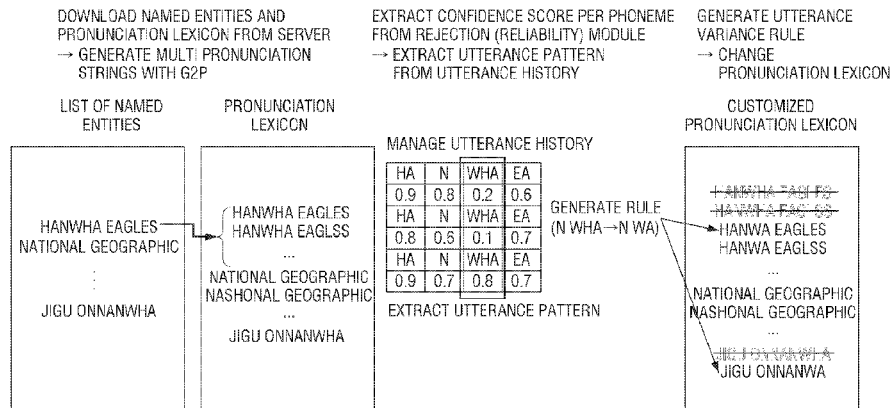 DOWNLOAD NAMED ENTITIES AND
PRONUNCIATION LEXICON FROM SERVER
→ GENERATE MULTI PRONUNCIATION
STRINGS WITH G2P
EXTRACT CONFIDENCE SCORE PER PHONEME
FROM REJECTION (RELIABILITY) MODULE
→ EXTRACT UTTERANCE PATTERN
FROM UTTERANCE HISTORY
GENERATE UTTERANCE
VARIANCE RULE
→ CHANGE
PRONUNCIATION LEXICON
LIST OF NAMED
ENTITIES
HANWHA EAGLES
NATIONAL GEOGRAPHIC
⋮
JIGU ONNANWHA
PRONUNCIATION
LEXICON
HANWHA EAGLES
HANWHA EAGLSS
...
NATIONAL GEOGRAPHIC
NASHONAL GEOGRAPHIC
...
JIGU ONNANWHA
MANAGE UTTERANCE HISTORY
HA N WHA EA
0.9 0.8 0.2 0.6
HA N WHA EA
0.8 0.6 0.1 0.7
HA N WHA EA
0.9 0.7 0.8 0.7
EXTRACT UTTERANCE PATTERN
GENERATE RULE
(N WHA→N WA)
CUSTOMIZED
PRONUNCIATION LEXICON
HANWHA EAGLES
HANWHA EAGLSS
HANWA EAGLES
HANWA EAGLSS
...
NATIONAL GEOGRAPHIC
NASHONAL GEOGRAPHIC
...
JIGU ONNANWHA
JIGU ONNANWA